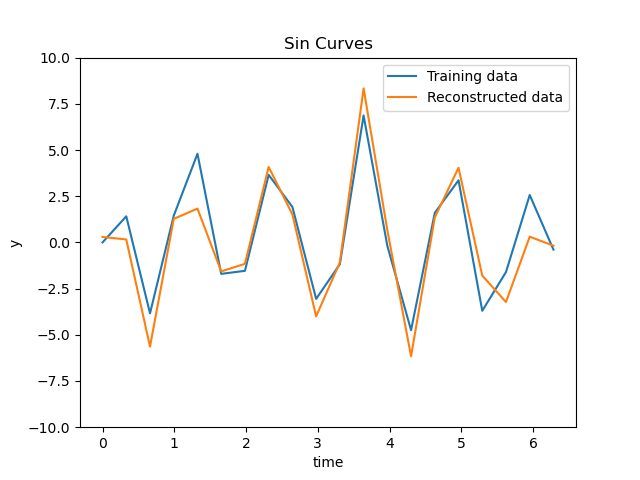 Sin Curves
10.0
7.5
5.0
2.5
0.0
−2.5
−5.0
−7.5
−10.0
y
Training data
Reconstructed data
0 1 2 3 4 5 6
time